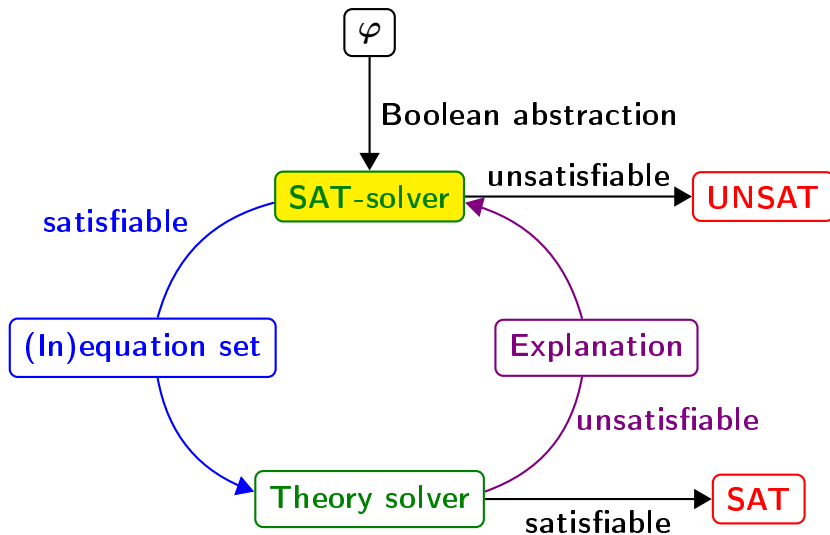 φ
Boolean abstraction
SAT-solver
unsatisfiable
UNSAT
satisfiable
(In)equation set
Explanation
unsatisfiable
Theory solver
satisfiable
SAT